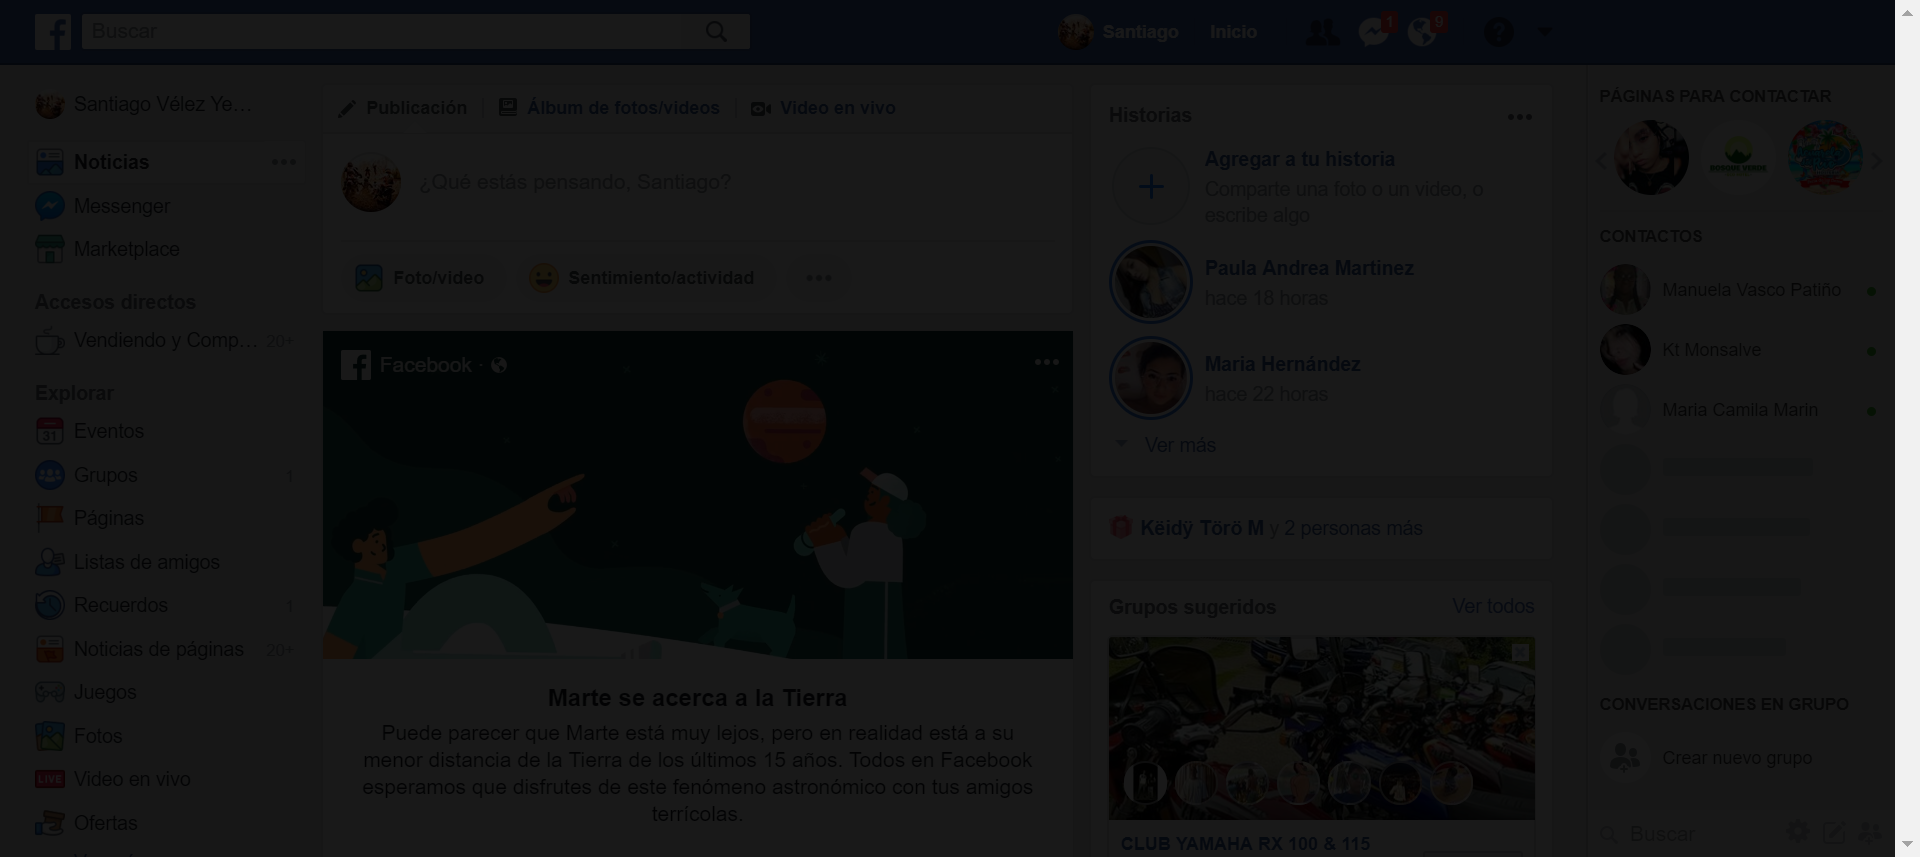 Buscar
Santiago
Inicio
1
9
?
Santiago Vélez Ye...
Noticias
Messenger
Marketplace
Accesos directos
Vendiendo y Comp... 20+
Explorar
31
Eventos
Grupos 1
Páginas
Listas de amigos
Recuerdos 1
Noticias de páginas 20+
Juegos
Fotos
LIVE
Video en vivo
Ofertas
Publicación
Álbum de fotos/videos
Video en vivo
¿Qué estás pensando, Santiago?
Foto/video
Sentimiento/actividad
Facebook ·
Marte se acerca a la Tierra
Puede parecer que Marte está muy lejos, pero en realidad está a su
menor distancia de la Tierra de los últimos 15 años. Todos en Facebook
esperamos que disfrutes de este fenómeno astronómico con tus amigos
terrícolas.
Historias
Agregar a tu historia
Comparte una foto o un video, o
escribe algo
Paula Andrea Martinez
hace 18 horas
Maria Hernández
hace 22 horas
Ver más
Këidÿ Törö M y 2 personas más
Grupos sugeridos
Ver todos
CLUB YAMAHA RX 100 & 115
PÁGINAS PARA CONTACTAR
CONTACTOS
Manuela Vasco Patiño
Kt Monsalve
Maria Camila Marin
CONVERSACIONES EN GRUPO
Crear nuevo grupo
Buscar